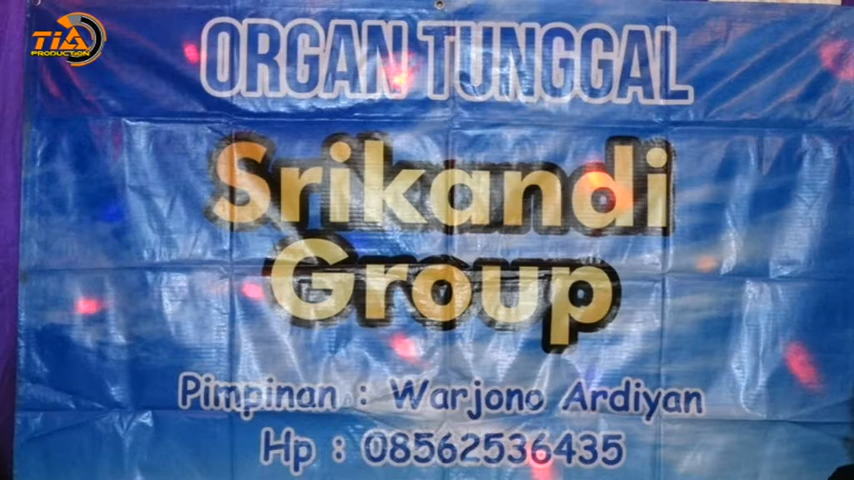 TIA
PRODUCTION
ORGAN TUNGGAL
Srikandi
Group
Pimpinan : Warjono Ardiyan
Hp : 08562536435